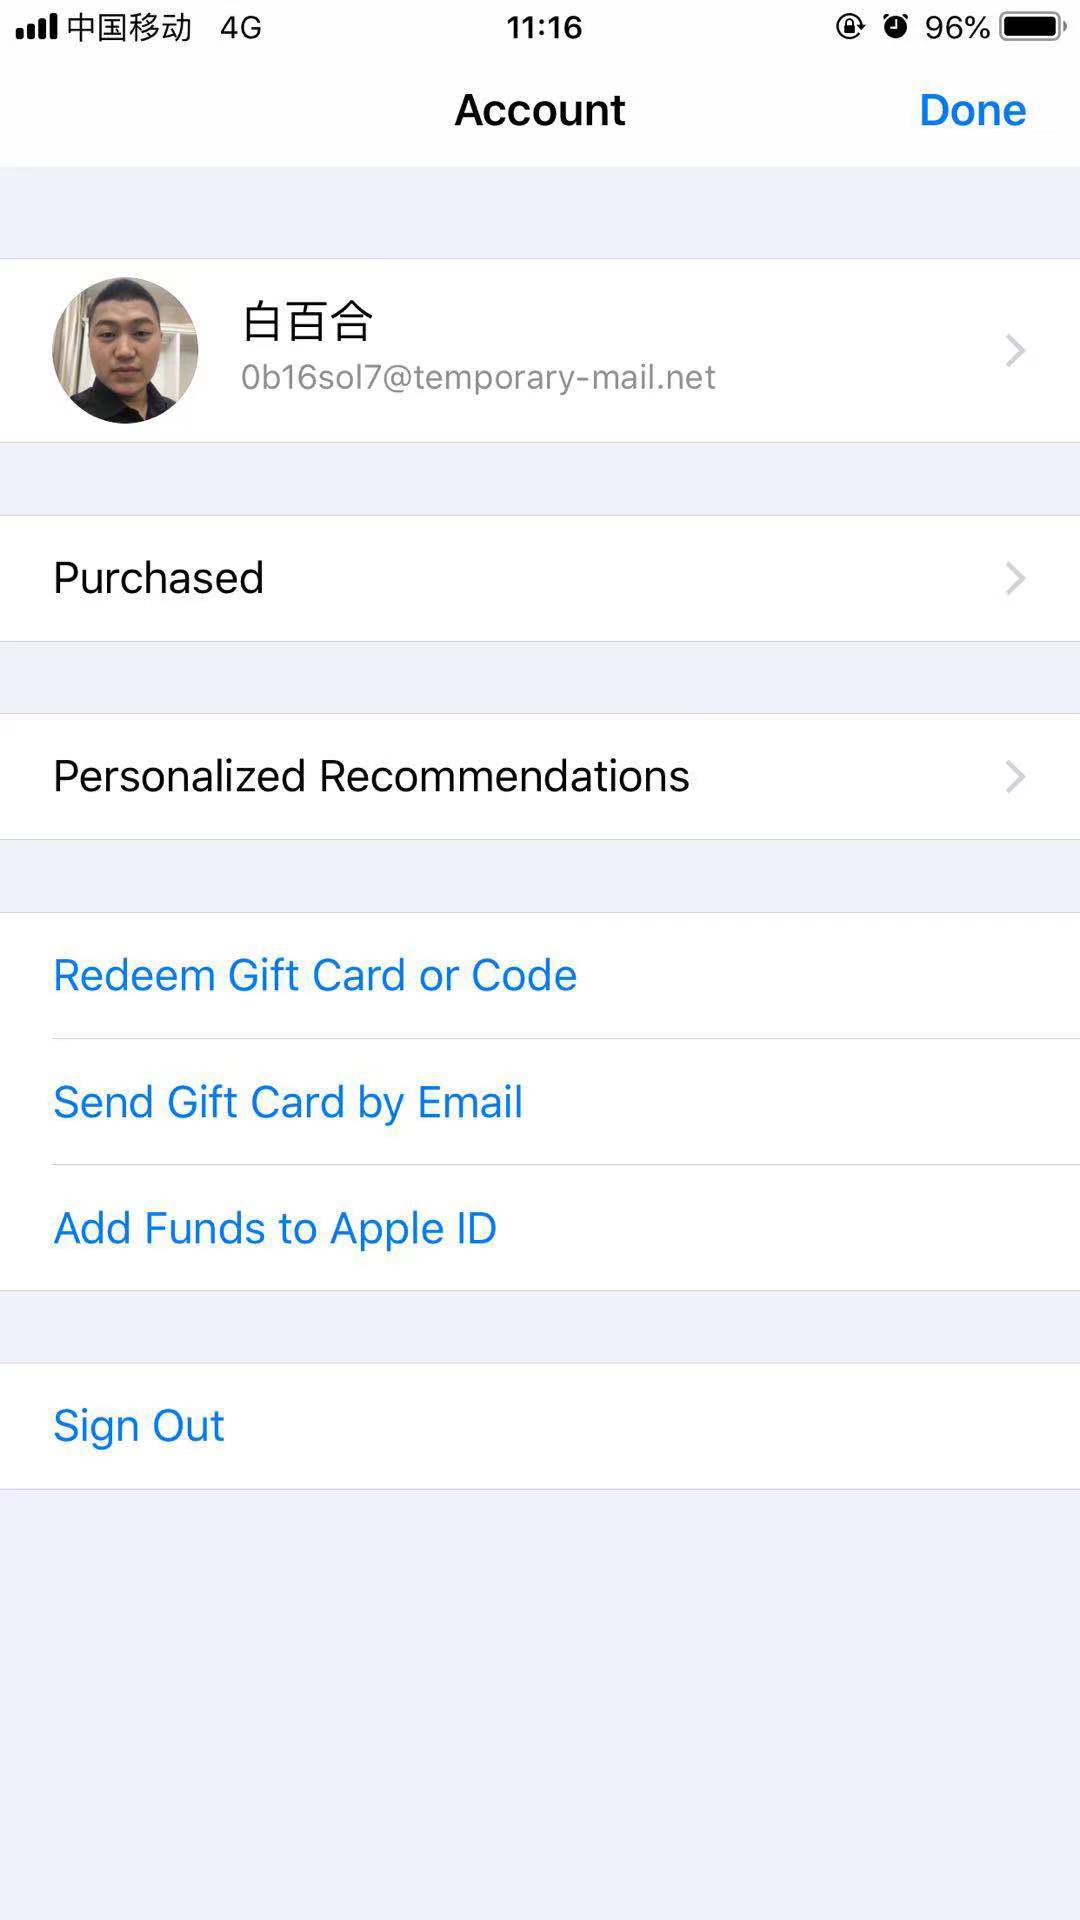 中国移动 4G 11:16 96%
Account Done
白百合
0b16sol7@temporary-mail.net
Purchased
Personalized Recommendations
Redeem Gift Card or Code
Send Gift Card by Email
Add Funds to Apple ID
Sign Out